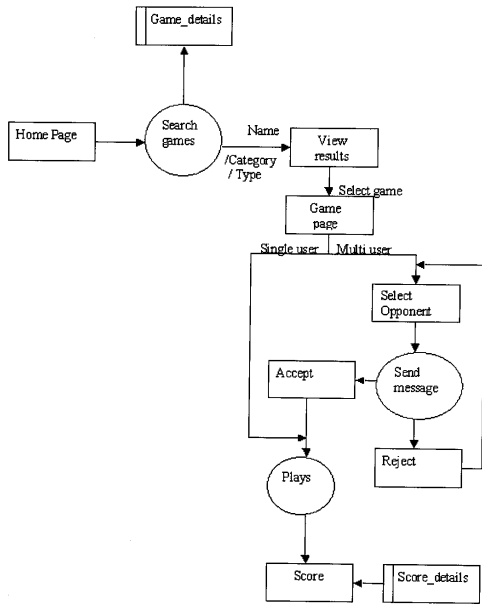 Game_details
Search
games
Home Page
Name
/Category
/ Type
View
results
Select game
Game
page
Single user
Multi user
Select
Opponent
Accept
Send
message
Reject
Plays
Score
Score_details